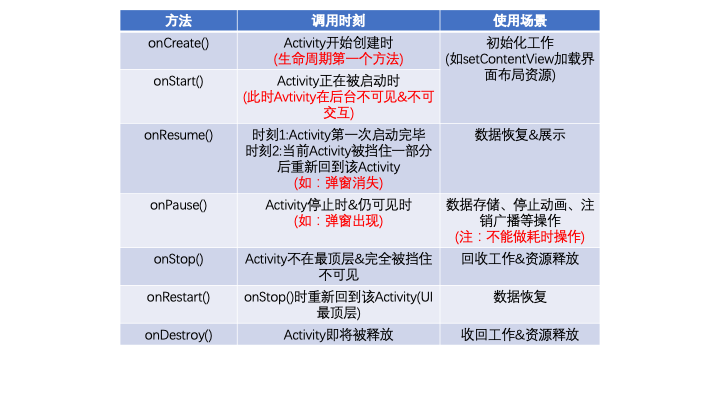 方法
调用时刻
使用场景
onCreate()
Activity开始创建时
(生命周期第一个方法)
初始化工作
(如setContentView加载界
面布局资源)
onStart()
Activity正在被启动时
(此时Avtivity在后台不可见&不可
交互)
onResume()
时刻1:Activity第一次启动完毕
时刻2:当前Activity被挡住一部分
后重新回到该Activity
(如：弹窗消失)
数据恢复&展示
onPause()
Activity停止时&仍可见时
(如：弹窗出现)
数据存储、停止动画、注
销广播等操作
(注：不能做耗时操作)
onStop()
Activity不在最顶层&完全被挡住
不可见
回收工作&资源释放
onRestart()
onStop()时重新回到该Activity(UI
最顶层)
数据恢复
onDestroy()
Activity即将被释放
收回工作&资源释放